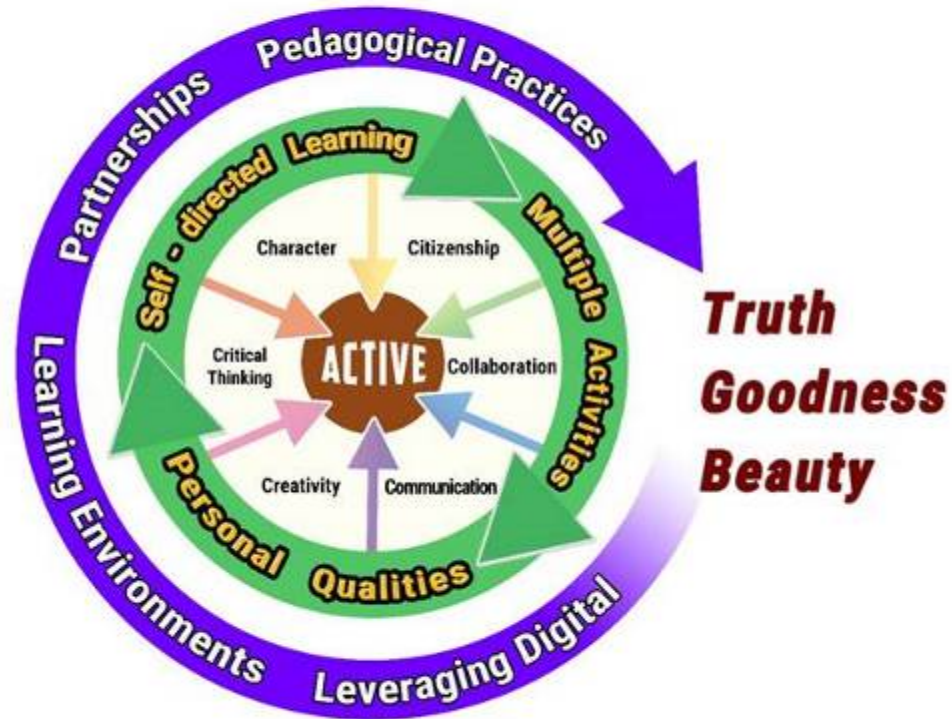 Partnerships
Pedagogical Practices
Learning Environments
Leveraging Digital
Self - directed Learning
Multiple Activities
Personal Qualities
Character
Citizenship
Critical
Thinking
Collaboration
Creativity
Communication
ACTIVE
Truth
Goodness
Beauty